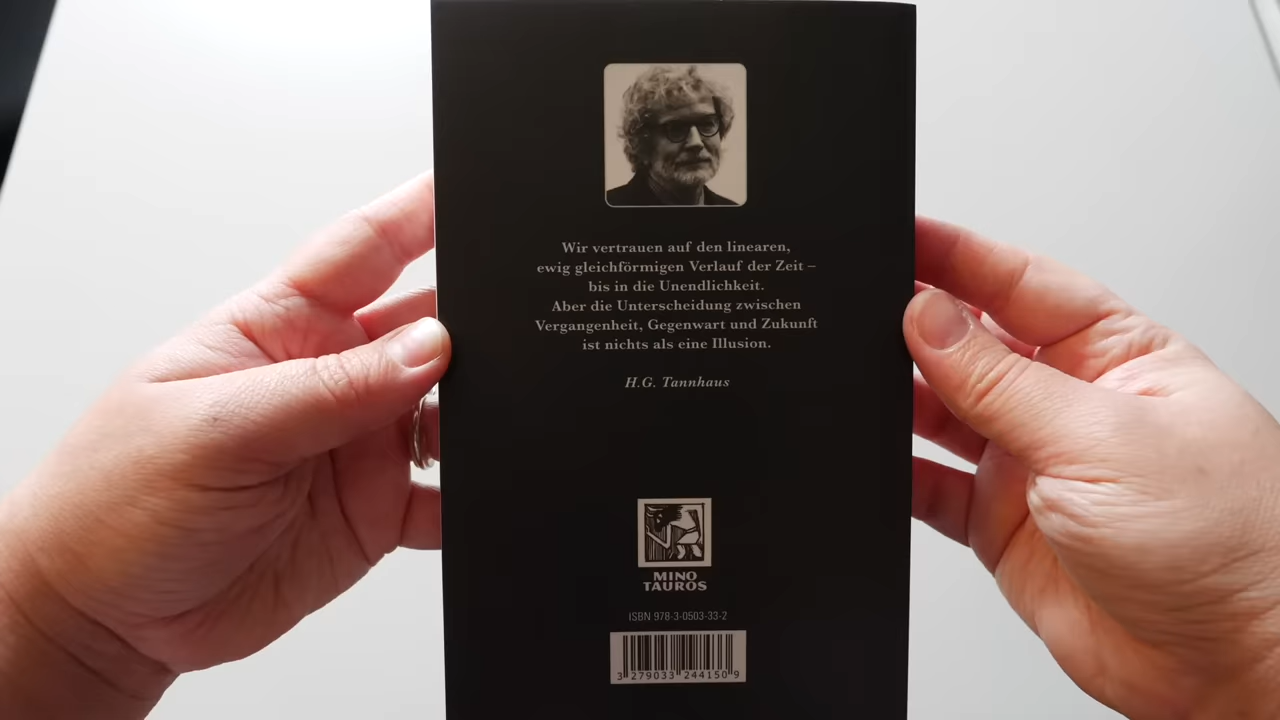 Wir vertrauen auf den linearen,
ewig gleichförmigen Verlauf der Zeit –
bis in die Unendlichkeit.
Aber die Unterscheidung zwischen
Vergangenheit, Gegenwart und Zukunft
ist nichts als eine Illusion.
H.G. Tannhaus
MINO
TAUROS
ISBN 978-3-0503-33-2
3 279033 244150 9